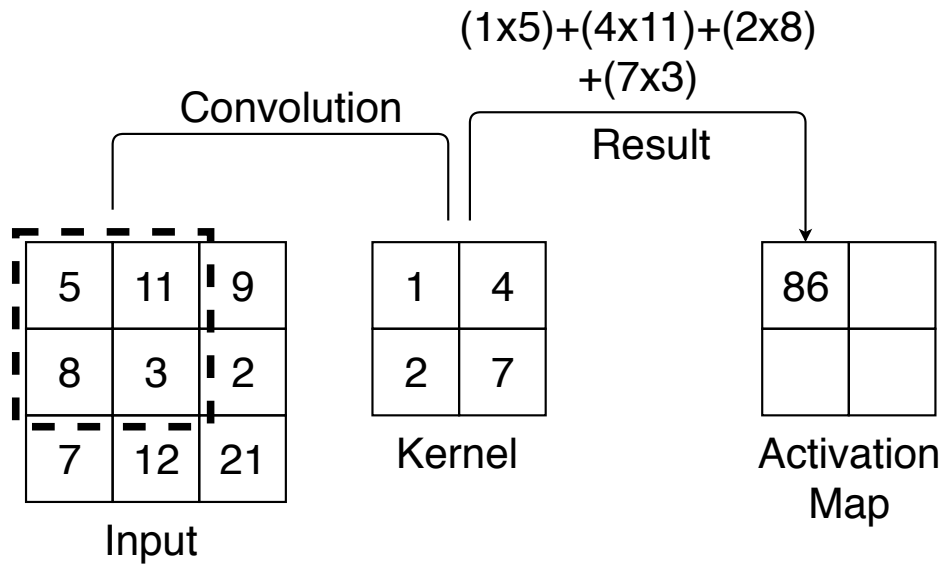 (1x5)+(4x11)+(2x8)
+(7x3)
Convolution
Result
5 11 9
8 3 2
7 12 21
Input
1 4
2 7
Kernel
86
Activation
Map